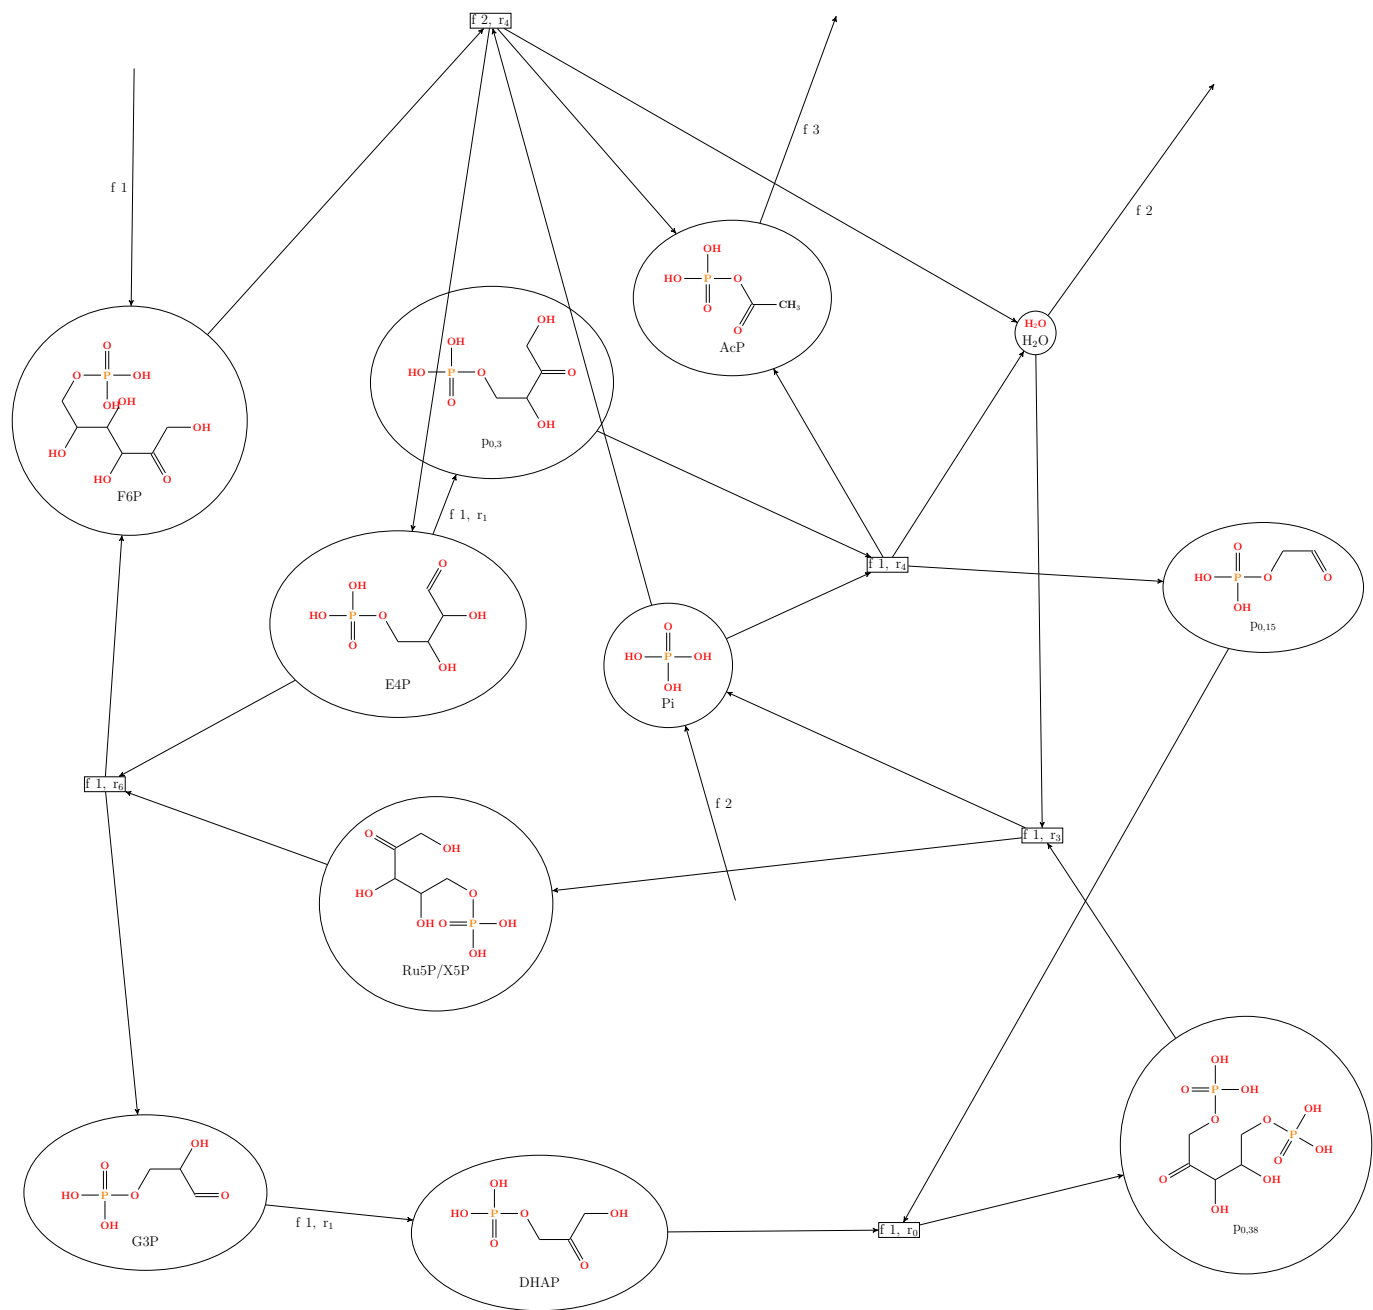 f 2, r₄
f 1
f 3
f 2
OH
HO P O
O CH₃
O
AcP
H₂O
H₂O
OH
OH
HO P O O
O OH
p₀,₃
O
O P OH
OH OH
OH
HO
HO O
F6P
f 1, r₁
f 1, r₄
O
HO P O O
OH
p₀,₁₅
O
OH
HO P O OH
O OH
E4P
O
HO P OH
OH
Pi
f 1, r₆
f 2
f 1, r₃
O OH
HO O
OH O P OH
OH
Ru5P/X5P
OH
O P OH
O O OH
P
O OH
O OH
OH
p₀,₃₈
OH
O
HO P O O
OH
G3P
f 1, r₁
OH
HO P O OH
O O
DHAP
f 1, r₀